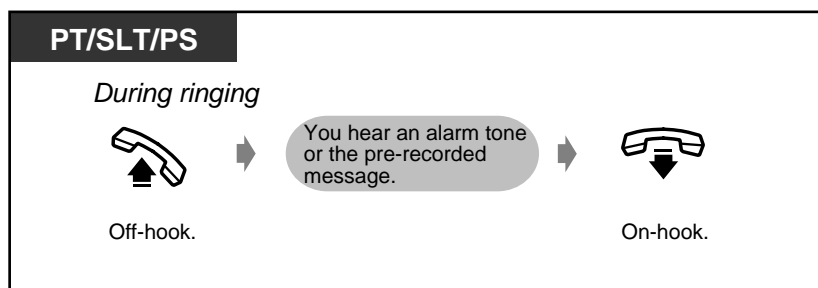 PT/SLT/PS
During ringing
You hear an alarm tone
or the pre-recorded
message.
Off-hook.
On-hook.